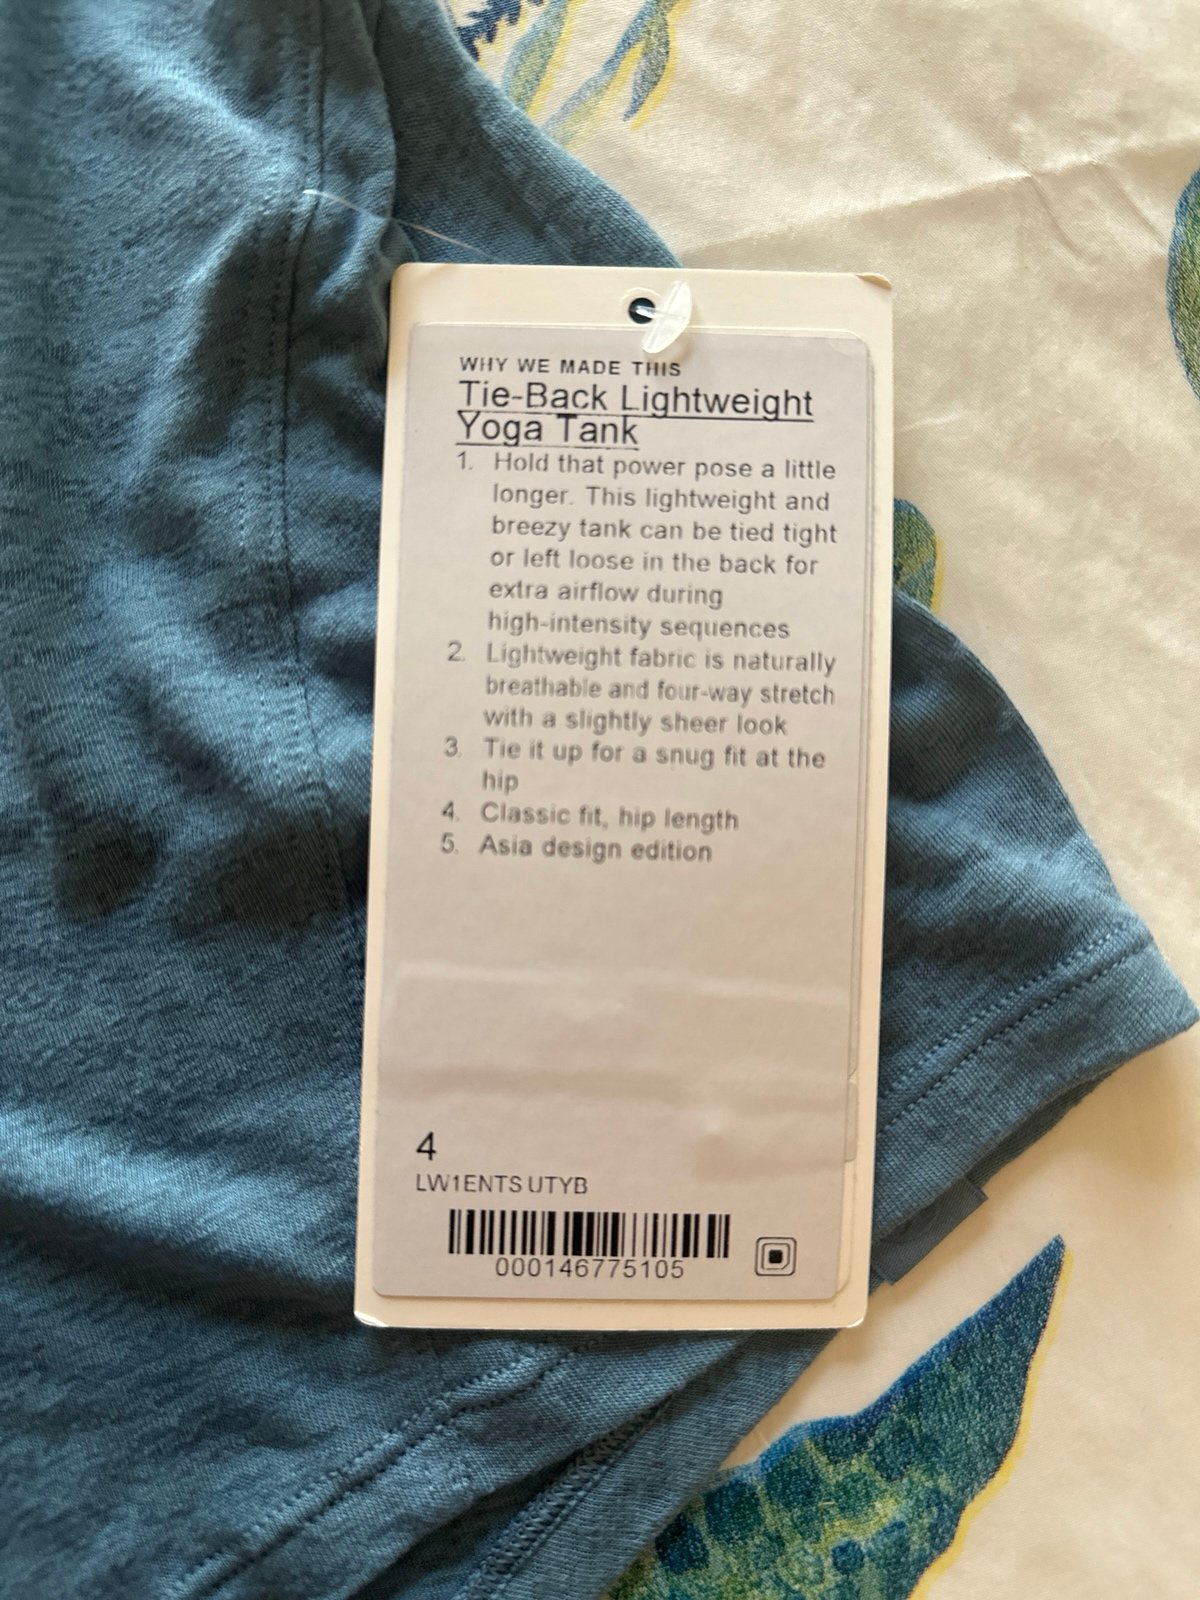 WHY WE MADE THIS
Tie-Back Lightweight
Yoga Tank
1. Hold that power pose a little
longer. This lightweight and
breezy tank can be tied tight
or left loose in the back for
extra airflow during
high-intensity sequences
2. Lightweight fabric is naturally
breathable and four-way stretch
with a slightly sheer look
3. Tie it up for a snug fit at the
hip
4. Classic fit, hip length
5. Asia design edition
4
LW1ENTS UTYB
000146775105